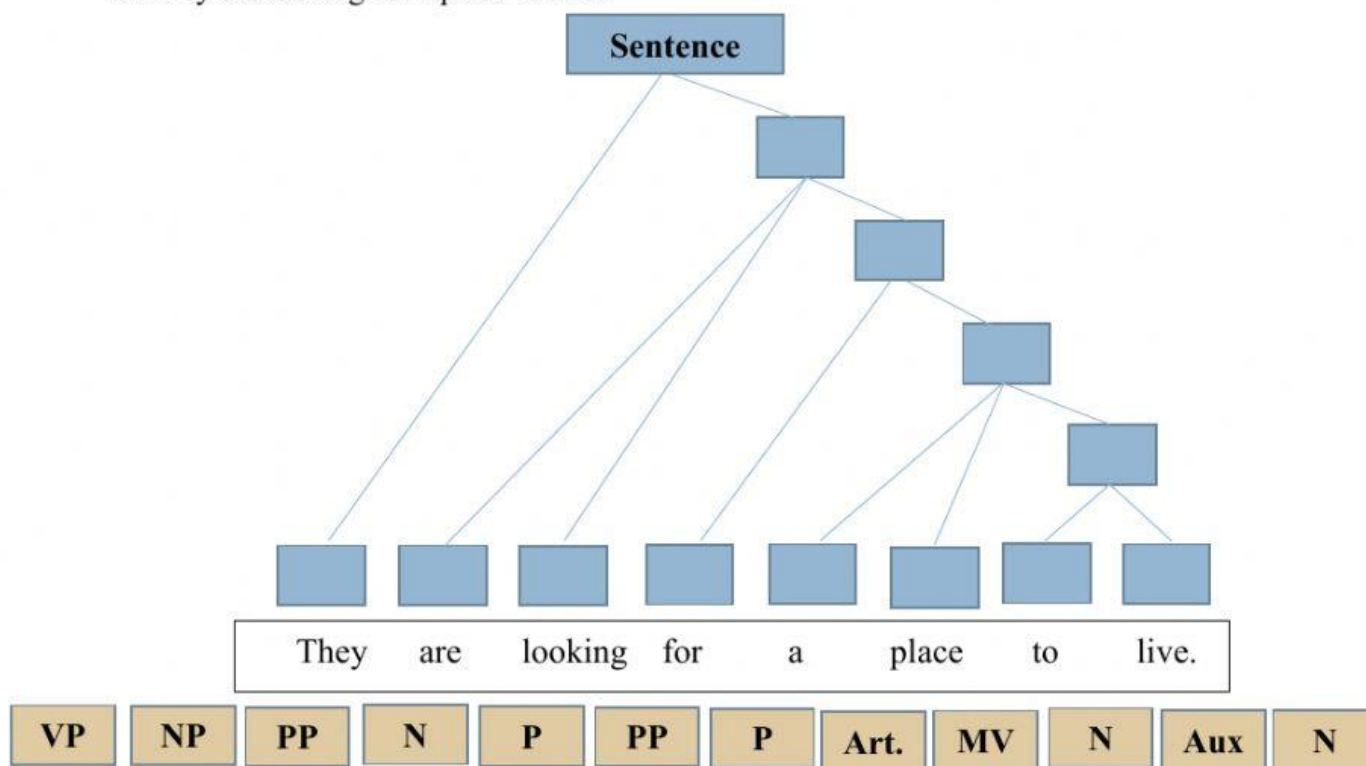 Sentence
They are looking for a place to live.
VP NP PP N P PP P Art. MV N Aux N